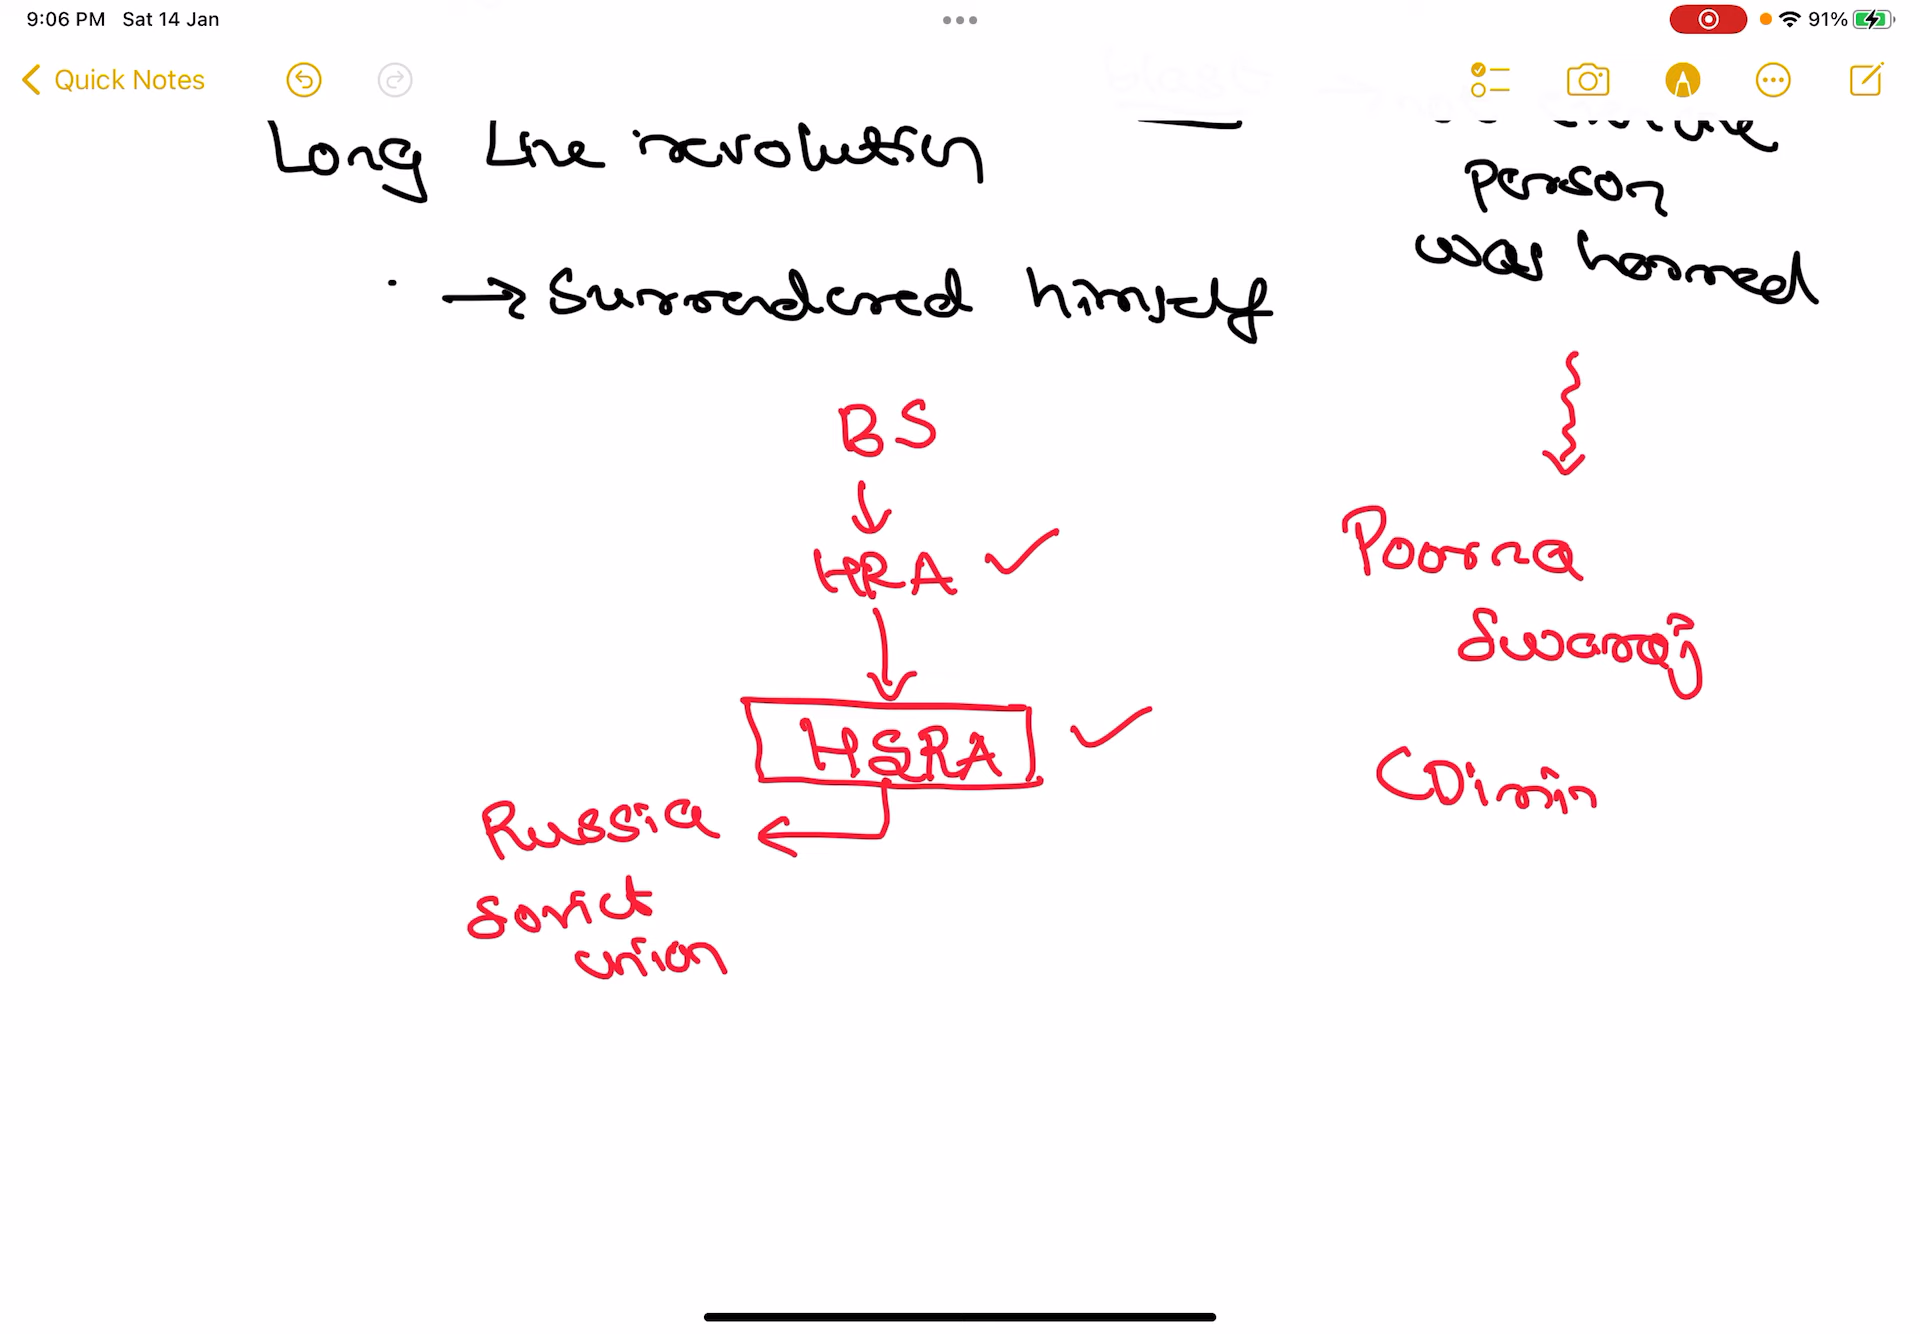 9:06 PM Sat 14 Jan
91%
Quick Notes
Long Live revolution
person
was harmed
→ Surrendered himself
BS
HRA ✓
HSRA ✓
Russia
Soviet
union
Poorna
Swaraj